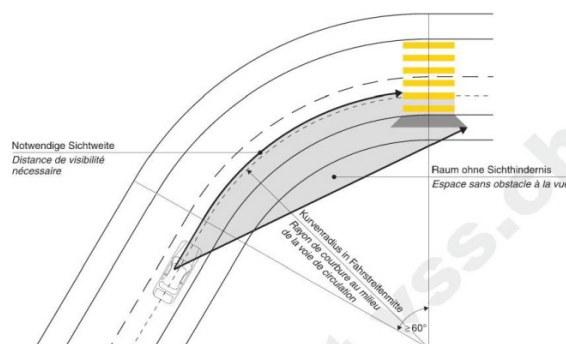 Notwendige Sichtweite
Distance de visibilité
nécessaire
Raum ohne Sichthindernis
Espace sans obstacle à la vue
Kurvenradius in Fahrstreifenmitte
Rayon de courbure au milieu
de la voie de circulation
≥60°